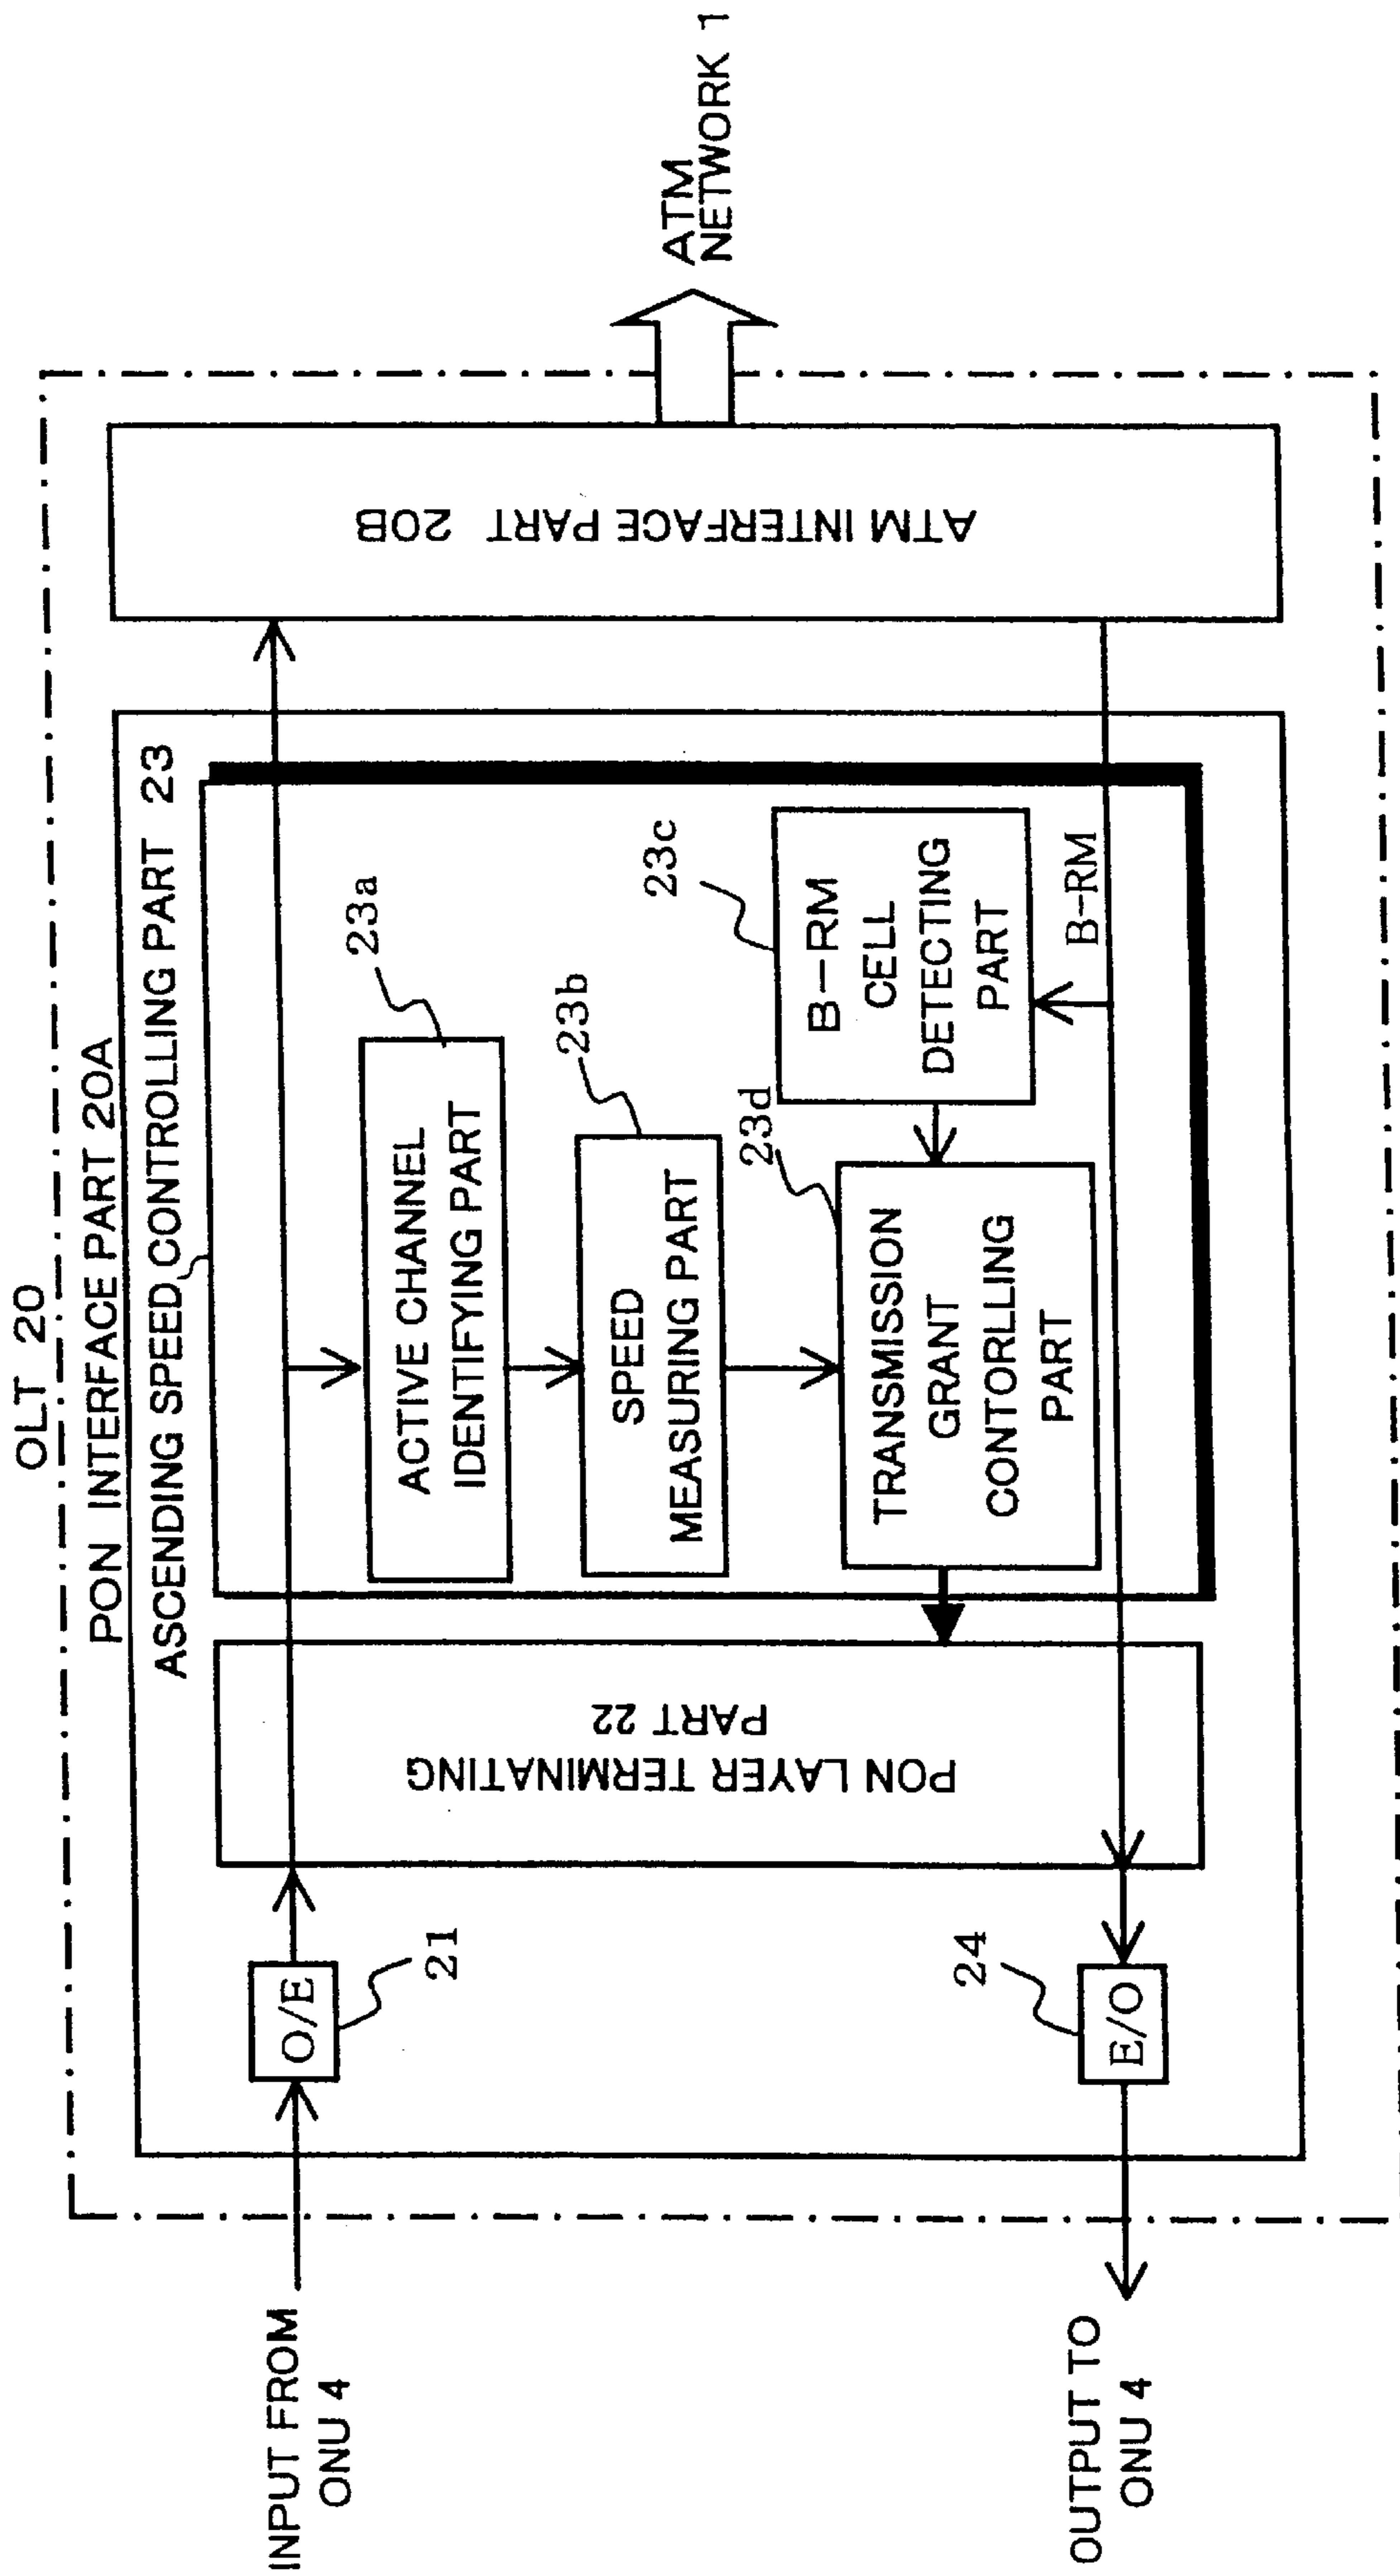 OLT 20
PON INTERFACE PART 20A
ASCENDING SPEED CONTROLLING PART 23
INPUT FROM
ONU 4
O/E
21
PON LAYER TERMINATING
PART 22
ACTIVE CHANNEL
IDENTIFYING PART
23a
SPEED
MEASURING PART
23b
TRANSMISSION
GRANT
CONTORLLING
PART
23d
B-RM
CELL
DETECTING
PART
23c
B-RM
ATM INTERFACE PART 20B
ATM
NETWORK 1
24
E/O
OUTPUT TO
ONU 4